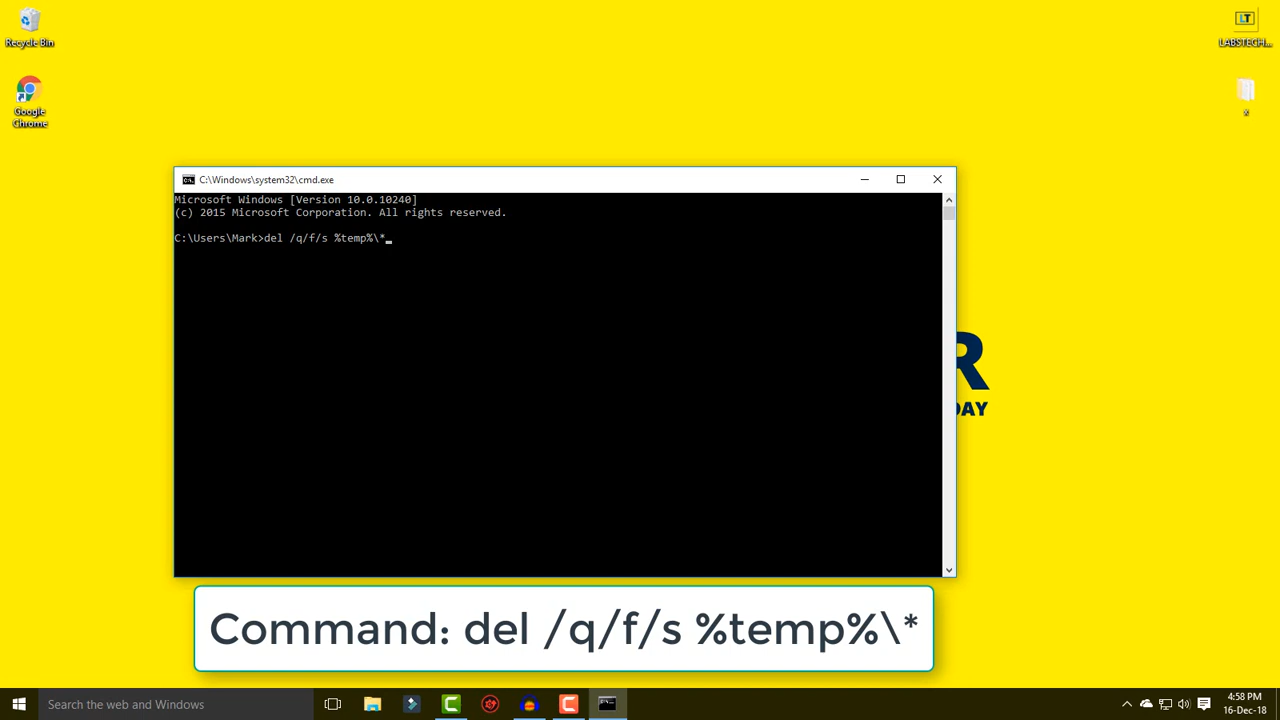 Recycle Bin
Google
Chrome
LABSTECH...
x
C:\Windows\system32\cmd.exe
Microsoft Windows [Version 10.0.10240]
(c) 2015 Microsoft Corporation. All rights reserved.
C:\Users\Mark>del /q/f/s %temp%\*
R
DAY
Command: del /q/f/s %temp%\*
Search the web and Windows
4:58 PM
16-Dec-18